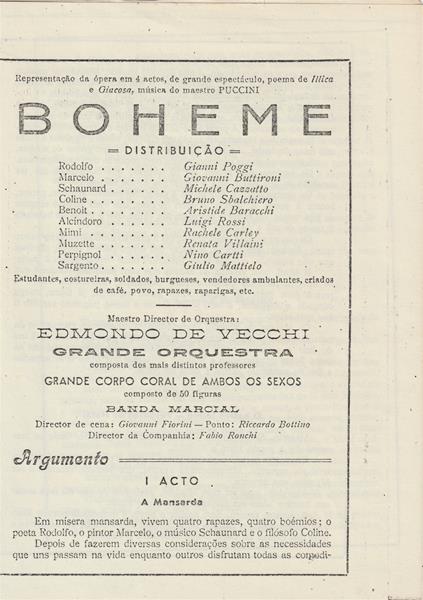 Representação da ópera em 4 actos, de grande espectáculo, poema de Illica
e Giacosa, música do maestro PUCCINI
BOHEME
= DISTRIBUIÇÃO =
Rodolfo . . . . . . . Gianni Poggi
Marcelo . . . . . . . Giovanni Buttironi
Schaunard . . . . . . Michele Cazzatto
Coline . . . . . . . . Bruno Sbalchiero
Benoit . . . . . . . . Aristide Baracchi
Alcindoro . . . . . . Luigi Rossi
Mimi . . . . . . . . Rachele Carley
Muzette . . . . . . . Renata Villaini
Perpignol . . . . . . Nino Cartti
Sargento . . . . . . . Giulio Mattielo
Estudantes, costureiras, soldados, burgueses, vendedores ambulantes, criados
de café, povo, rapazes, raparigas, etc.
Maestro Director de Orquestra:
EDMONDO DE VECCHI
GRANDE ORQUESTRA
composta dos mais distintos professores
GRANDE CORPO CORAL DE AMBOS OS SEXOS
composto de 50 figuras
BANDA MARCIAL
Director de cena: Giovanni Fiorini — Ponto: Riccardo Bottino
Director da Companhia: Fabio Ronchi
Argumento
I ACTO
A Mansarda
Em mísera mansarda, vivem quatro rapazes, quatro boémios; o
poeta Rodolfo, o pintor Marcelo, o músico Schaunard e o filósofo Coline.
Depois de fazerem diversas considerações sobre as necessidades
que uns passam na vida enquanto outros disfrutam todas as comodi-